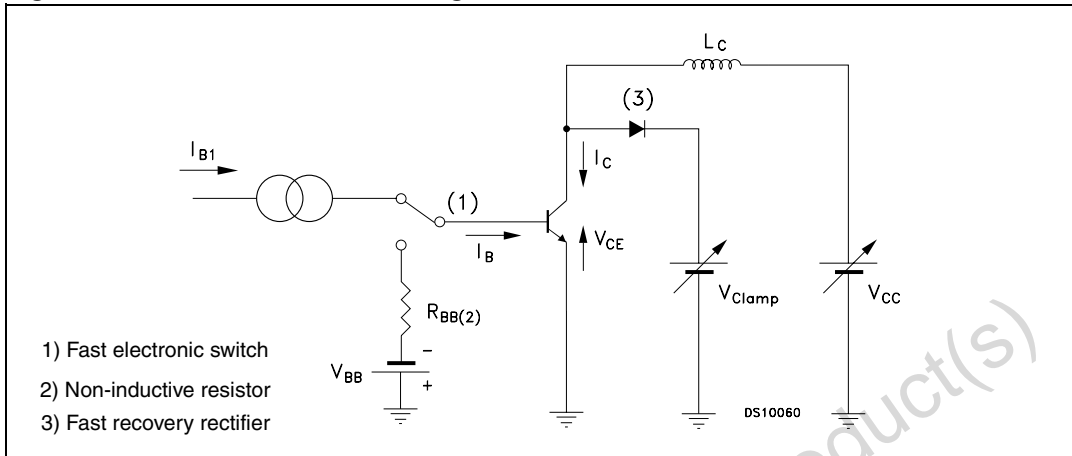 L_C
(3)
I_B1
I_C
(1)
I_B
V_CE
V_Clamp
V_CC
R_BB(2)
V_BB
−
+
1) Fast electronic switch
2) Non-inductive resistor
3) Fast recovery rectifier
DS10060